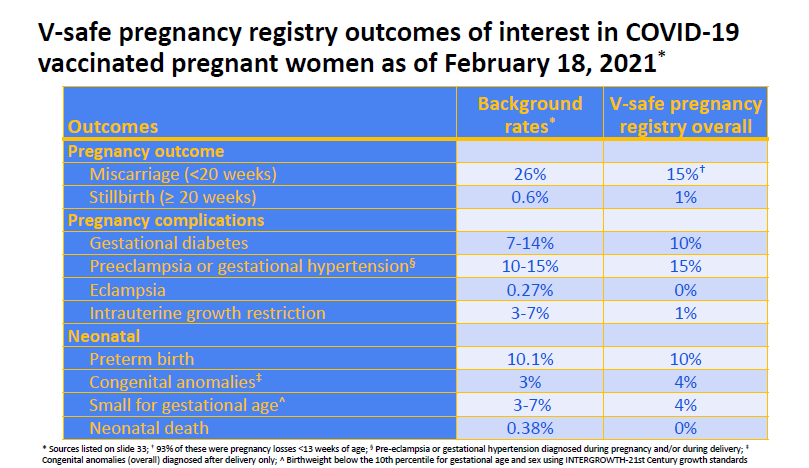 V-safe pregnancy registry outcomes of interest in COVID-19
vaccinated pregnant women as of February 18, 2021*
Outcomes Background rates* V-safe pregnancy registry overall
Pregnancy outcome
Miscarriage (<20 weeks) 26% 15%†
Stillbirth (≥ 20 weeks) 0.6% 1%
Pregnancy complications
Gestational diabetes 7-14% 10%
Preeclampsia or gestational hypertension§ 10-15% 15%
Eclampsia 0.27% 0%
Intrauterine growth restriction 3-7% 1%
Neonatal
Preterm birth 10.1% 10%
Congenital anomalies‡ 3% 4%
Small for gestational age^ 3-7% 4%
Neonatal death 0.38% 0%
* Sources listed on slide 33; † 93% of these were pregnancy losses <13 weeks of age; § Pre-eclampsia or gestational hypertension diagnosed during pregnancy and/or during delivery; ‡
Congenital anomalies (overall) diagnosed after delivery only; ^ Birthweight below the 10th percentile for gestational age and sex using INTERGROWTH-21st Century growth standards